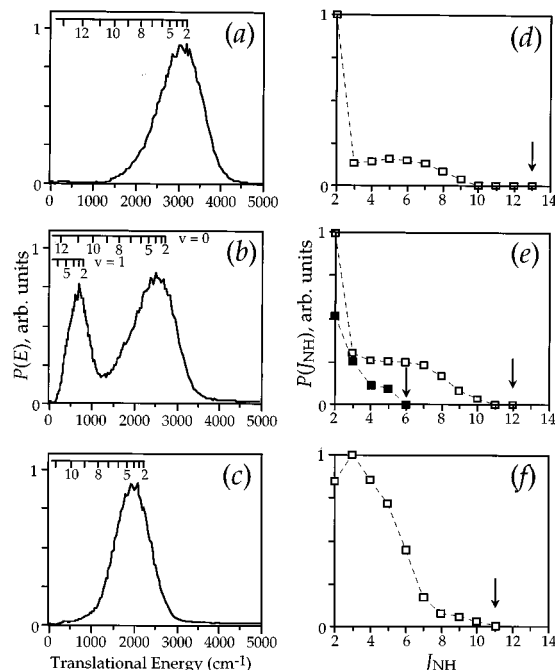 12 10 8 6 5 2
(a)
1
0
0 1000 2000 3000 4000 5000
(d)
1
0
2 4 6 8 10 12 14
P(E), arb. units
12 10 8 6 5 2 v = 0
5 2 v = 1
(b)
1
0
0 1000 2000 3000 4000 5000
P(JNH), arb. units
(e)
1
0
2 4 6 8 10 12 14
10 8 6 5 2
(c)
1
0
0 1000 2000 3000 4000 5000
Translational Energy (cm-1)
(f)
1
0
2 4 6 8 10 12 14
JNH